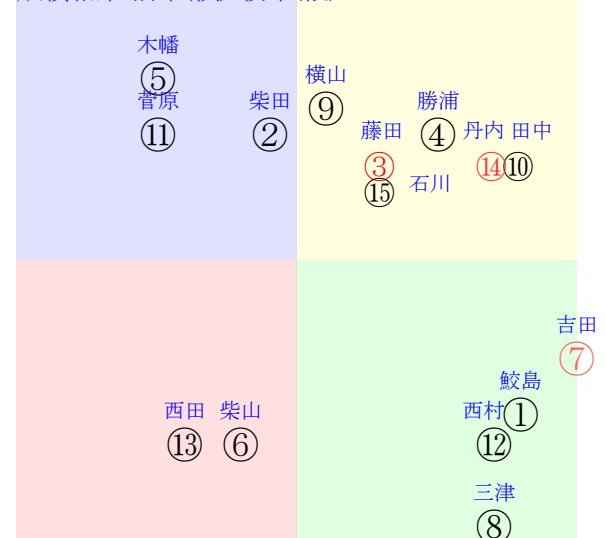 木幡
⑤
菅原 柴田
⑪ ②
横山
⑨
勝浦
藤田 ④ 丹内 田中
③ ⑭ ⑩
⑮ 石川
吉田
⑦
鮫島
西田 柴山 西村 ①
⑬ ⑥ ⑫
三津
⑧